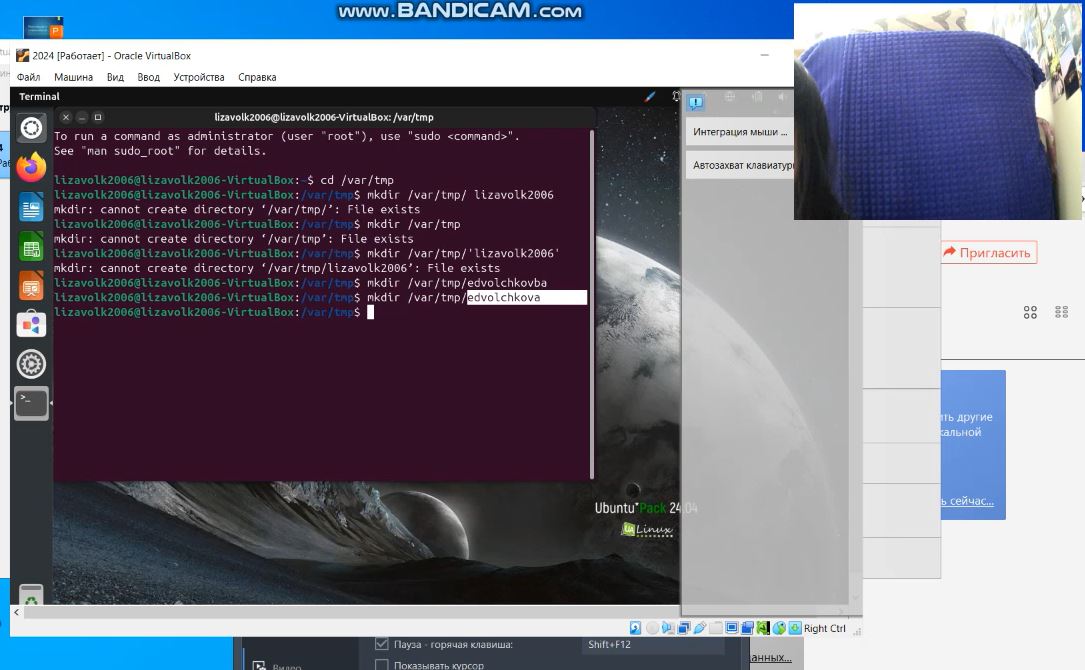 www.BANDICAM.com
2024 [Работает] - Oracle VirtualBox
Файл Машина Вид Ввод Устройства Справка
Terminal
lizavolk2006@lizavolk2006-VirtualBox: /var/tmp
To run a command as administrator (user "root"), use "sudo <command>".
See "man sudo_root" for details.
lizavolk2006@lizavolk2006-VirtualBox:~$ cd /var/tmp
lizavolk2006@lizavolk2006-VirtualBox:/var/tmp$ mkdir /var/tmp/ lizavolk2006
mkdir: cannot create directory ‘/var/tmp/’: File exists
lizavolk2006@lizavolk2006-VirtualBox:/var/tmp$ mkdir /var/tmp
mkdir: cannot create directory ‘/var/tmp’: File exists
lizavolk2006@lizavolk2006-VirtualBox:/var/tmp$ mkdir /var/tmp/'lizavolk2006'
mkdir: cannot create directory ‘/var/tmp/lizavolk2006’: File exists
lizavolk2006@lizavolk2006-VirtualBox:/var/tmp$ mkdir /var/tmp/edvolchkovba
lizavolk2006@lizavolk2006-VirtualBox:/var/tmp$ mkdir /var/tmp/edvolchkova
lizavolk2006@lizavolk2006-VirtualBox:/var/tmp$
Интеграция мыши ...
Автозахват клавиатуры
Пригласить
ить другие
кальной
ь сейчас...
Ubuntu*Pack 24.04
UALinux
Right Ctrl
Пауза - горячая клавиша: Shift+F12
Видео
Показывать курсор
анных...